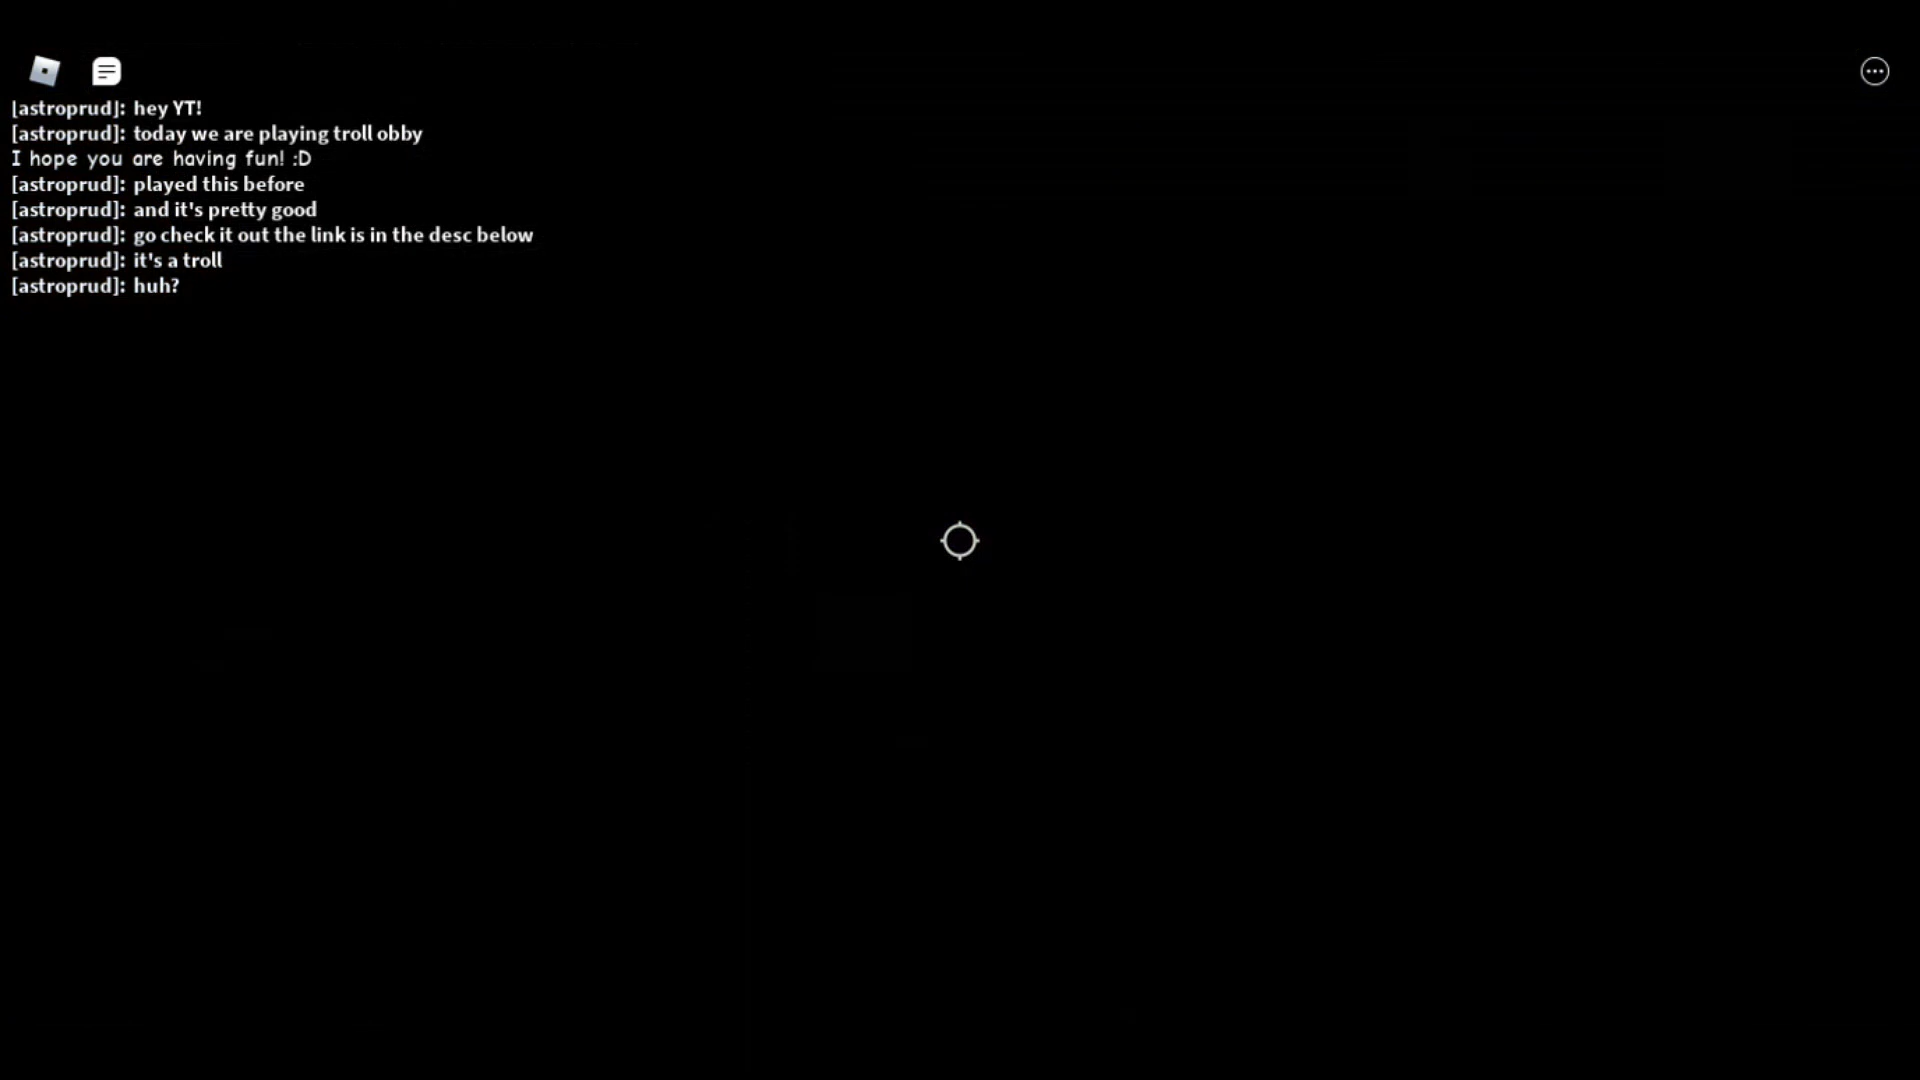 [astroprud]: hey YT!
[astroprud]: today we are playing troll obby
I hope you are having fun! :D
[astroprud]: played this before
[astroprud]: and it's pretty good
[astroprud]: go check it out the link is in the desc below
[astroprud]: it's a troll
[astroprud]: huh?